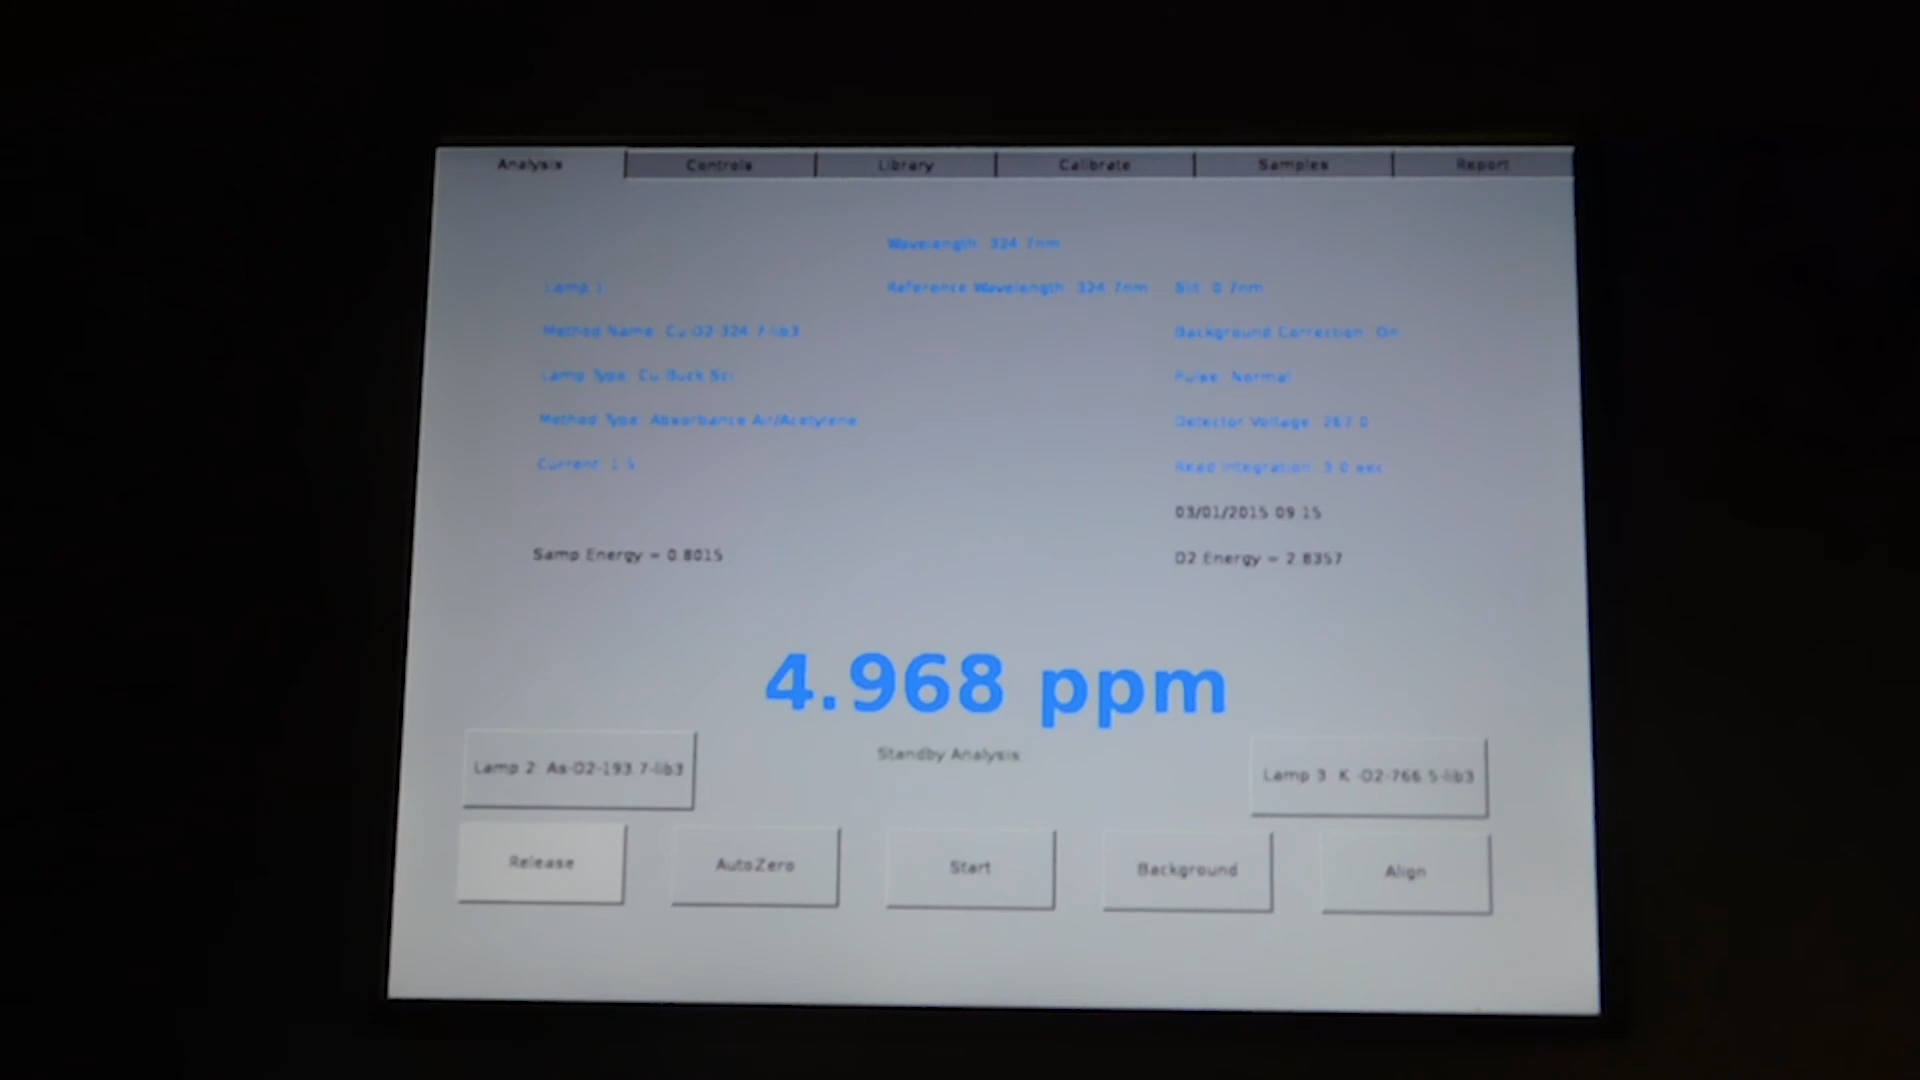 Analysis Controls Library Calibrate Samples Report
Wavelength: 324.7nm
Lamp 1 Reference Wavelength: 324.7nm Slit: 0.7nm
Method Name: Cu-D2-324.7-lib3 Background Correction: On
Lamp Type: Cu Buck Sci Pulse: Normal
Method Type: Absorbance Air/Acetylene Detector Voltage: 267.0
Current: 1.5 Read Integration: 3.0 sec
03/01/2015 09:15
Samp Energy = 0.8015 D2 Energy = 2.8357
4.968 ppm
Standby Analysis
Lamp 2: As-D2-193.7-lib3 Lamp 3: K -D2-766.5-lib3
Release AutoZero Start Background Align